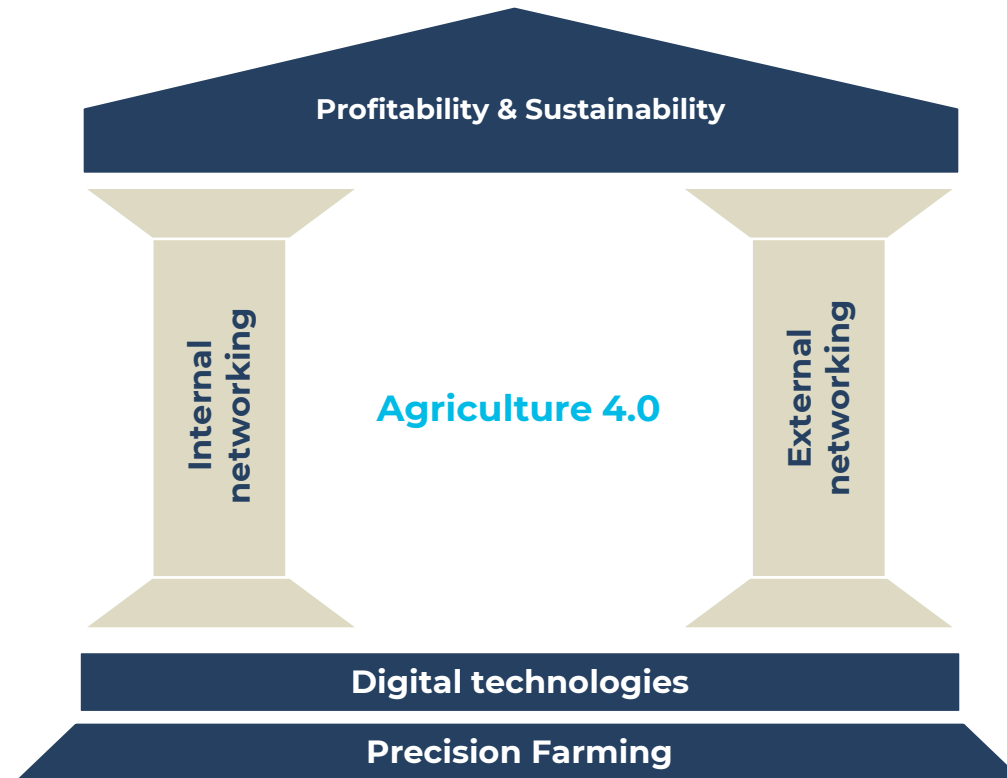 Profitability & Sustainability
Internal
networking
Agriculture 4.0
External
networking
Digital technologies
Precision Farming